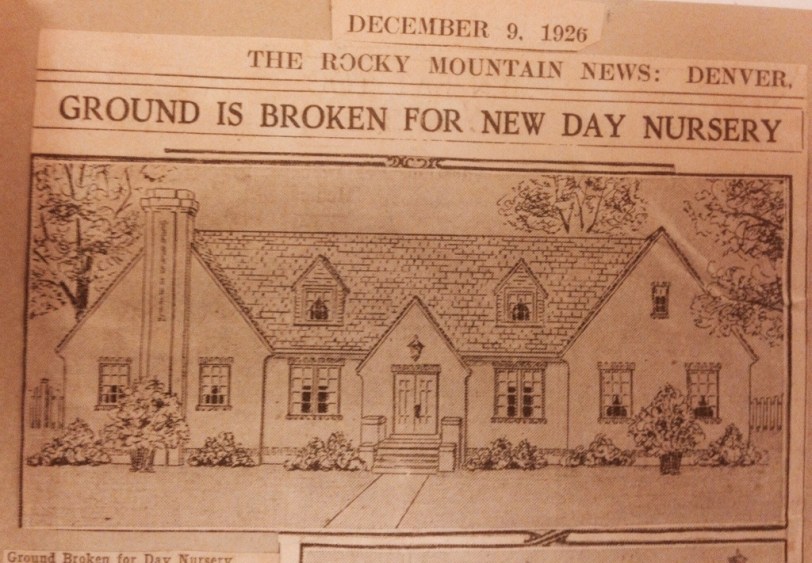 DECEMBER 9, 1926
THE ROCKY MOUNTAIN NEWS: DENVER,
GROUND IS BROKEN FOR NEW DAY NURSERY
Ground Broken for Day Nursery